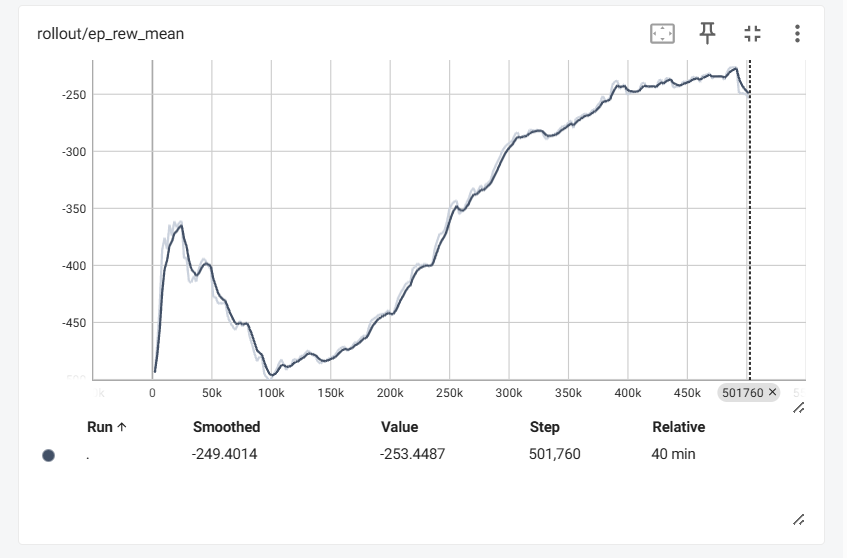 rollout/ep_rew_mean
-250
-300
-350
-400
-450
-500
0 50k 100k 150k 200k 250k 300k 350k 400k 450k 501760 ✕
Run ↑ Smoothed Value Step Relative
. -249.4014 -253.4487 501,760 40 min